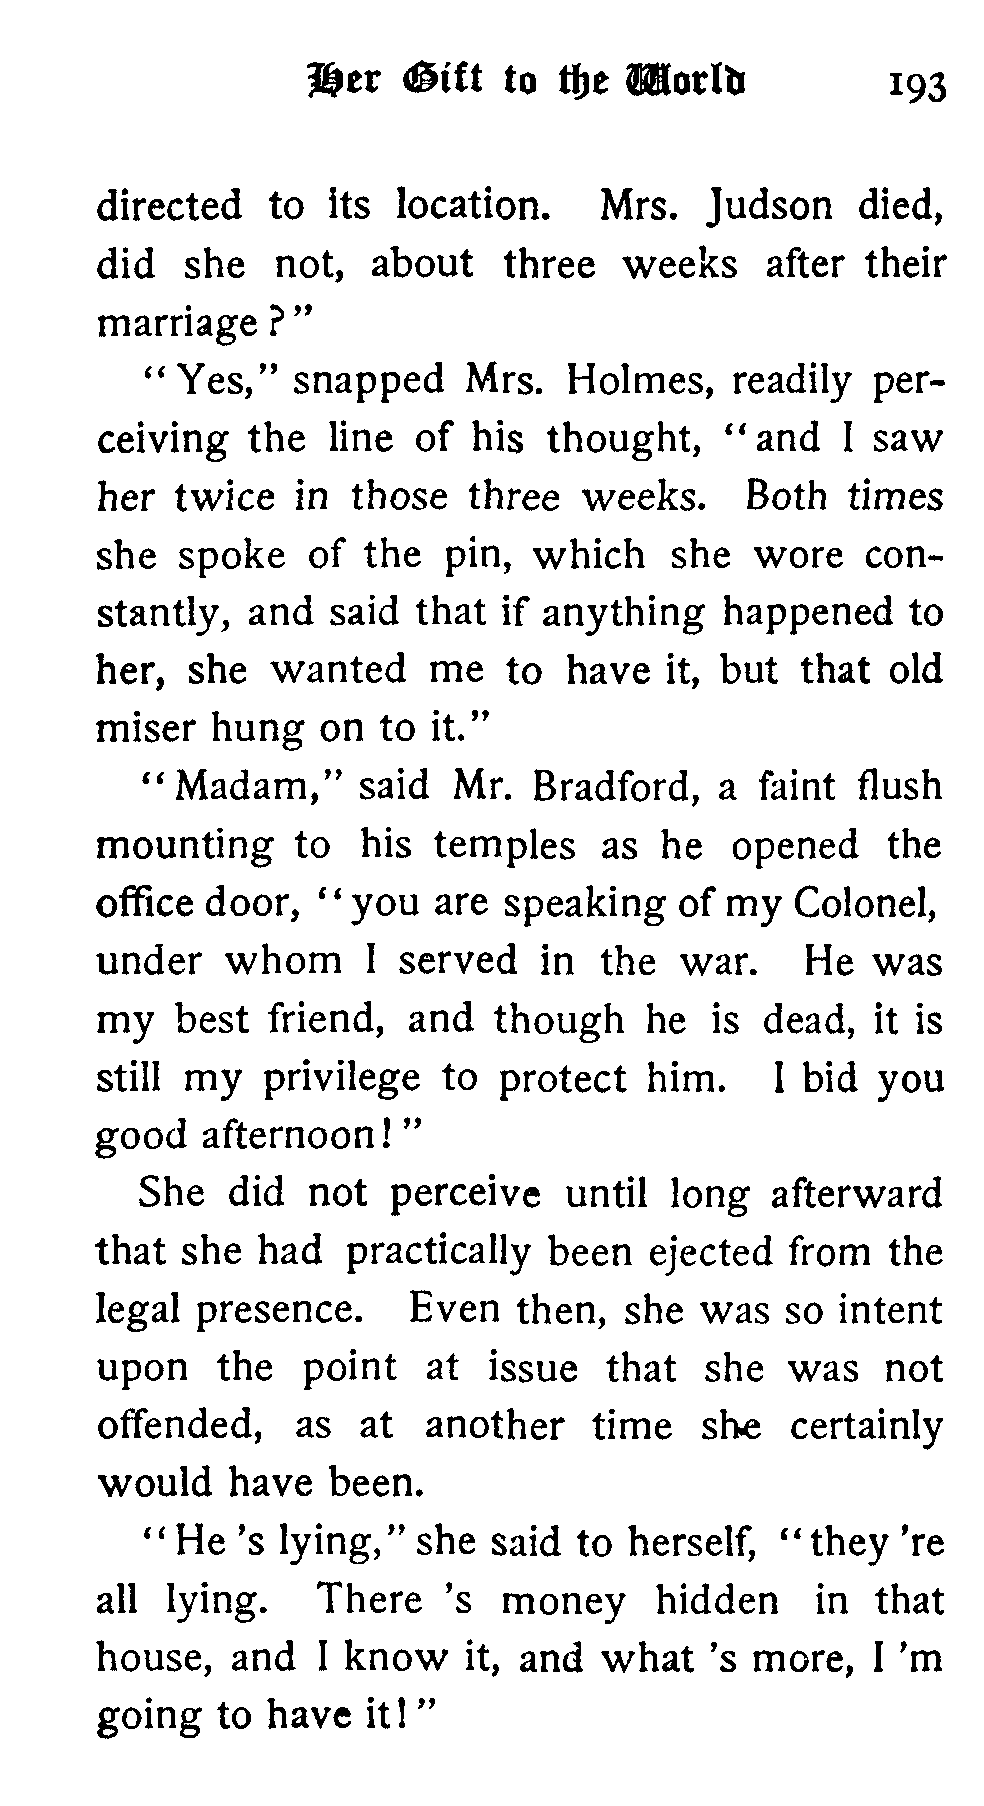 Her Gift to the World 193
directed to its location. Mrs. Judson died,
did she not, about three weeks after their
marriage?"
"Yes," snapped Mrs. Holmes, readily per-
ceiving the line of his thought, "and I saw
her twice in those three weeks. Both times
she spoke of the pin, which she wore con-
stantly, and said that if anything happened to
her, she wanted me to have it, but that old
miser hung on to it."
"Madam," said Mr. Bradford, a faint flush
mounting to his temples as he opened the
office door, "you are speaking of my Colonel,
under whom I served in the war. He was
my best friend, and though he is dead, it is
still my privilege to protect him. I bid you
good afternoon!"
She did not perceive until long afterward
that she had practically been ejected from the
legal presence. Even then, she was so intent
upon the point at issue that she was not
offended, as at another time she certainly
would have been.
"He 's lying," she said to herself, "they 're
all lying. There 's money hidden in that
house, and I know it, and what 's more, I 'm
going to have it!"